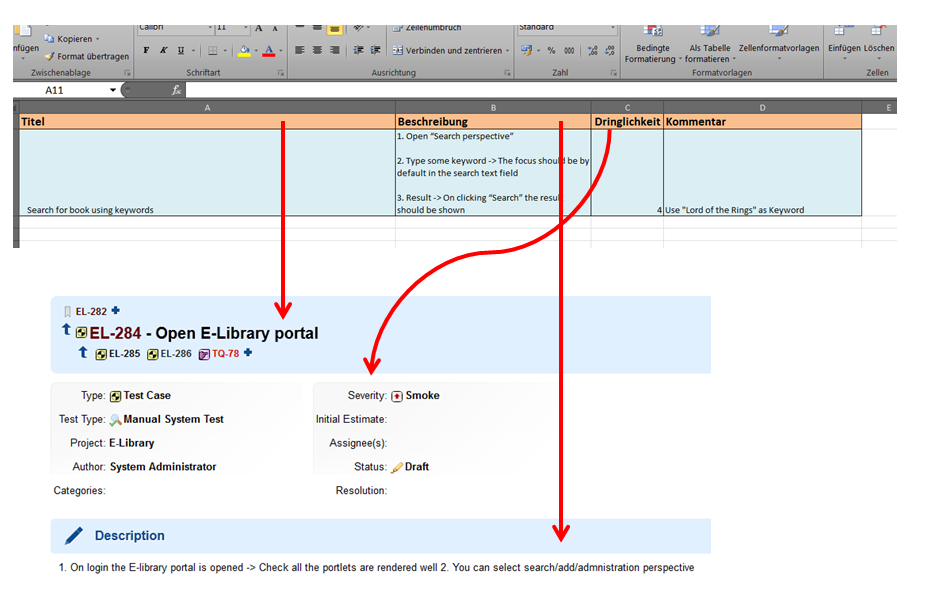 Calibri 11 A A Zeilenumbruch Standard
Kopieren
nfügen Format übertragen F K U A Verbinden und zentrieren % 000 Bedingte Formatierung Als Tabelle formatieren Zellenformatvorlagen Einfügen Löschen
Zwischenablage Schriftart Ausrichtung Zahl Formatvorlagen Zellen
A11 fx
A B C D E
Titel Beschreibung Dringlichkeit Kommentar
1. Open “Search perspective”
2. Type some keyword -> The focus should be by
default in the search text field
3. Result -> On clicking “Search” the resul
should be shown
Search for book using keywords 4 Use "Lord of the Rings" as Keyword
EL-282
EL-284 - Open E-Library portal
EL-285 EL-286 TQ-78
Type: Test Case Severity: Smoke
Test Type: Manual System Test Initial Estimate:
Project: E-Library Assignee(s):
Author: System Administrator Status: Draft
Categories: Resolution:
Description
1. On login the E-library portal is opened -> Check all the portlets are rendered well 2. You can select search/add/admnistration perspective